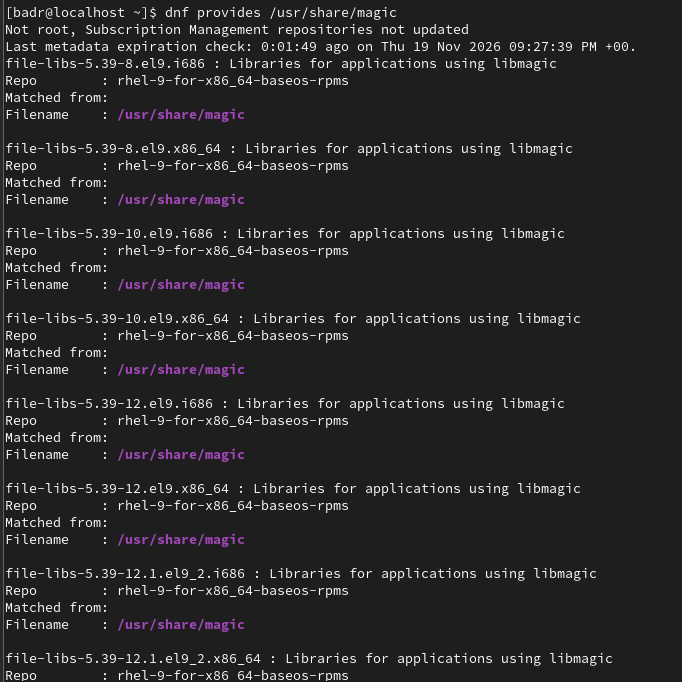 [badr@localhost ~]$ dnf provides /usr/share/magic
Not root, Subscription Management repositories not updated
Last metadata expiration check: 0:01:49 ago on Thu 19 Nov 2026 09:27:39 PM +00.
file-libs-5.39-8.el9.i686 : Libraries for applications using libmagic
Repo        : rhel-9-for-x86_64-baseos-rpms
Matched from:
Filename    : /usr/share/magic
file-libs-5.39-8.el9.x86_64 : Libraries for applications using libmagic
Repo        : rhel-9-for-x86_64-baseos-rpms
Matched from:
Filename    : /usr/share/magic
file-libs-5.39-10.el9.i686 : Libraries for applications using libmagic
Repo        : rhel-9-for-x86_64-baseos-rpms
Matched from:
Filename    : /usr/share/magic
file-libs-5.39-10.el9.x86_64 : Libraries for applications using libmagic
Repo        : rhel-9-for-x86_64-baseos-rpms
Matched from:
Filename    : /usr/share/magic
file-libs-5.39-12.el9.i686 : Libraries for applications using libmagic
Repo        : rhel-9-for-x86_64-baseos-rpms
Matched from:
Filename    : /usr/share/magic
file-libs-5.39-12.el9.x86_64 : Libraries for applications using libmagic
Repo        : rhel-9-for-x86_64-baseos-rpms
Matched from:
Filename    : /usr/share/magic
file-libs-5.39-12.1.el9_2.i686 : Libraries for applications using libmagic
Repo        : rhel-9-for-x86_64-baseos-rpms
Matched from:
Filename    : /usr/share/magic
file-libs-5.39-12.1.el9_2.x86_64 : Libraries for applications using libmagic
Repo        : rhel-9-for-x86_64-baseos-rpms